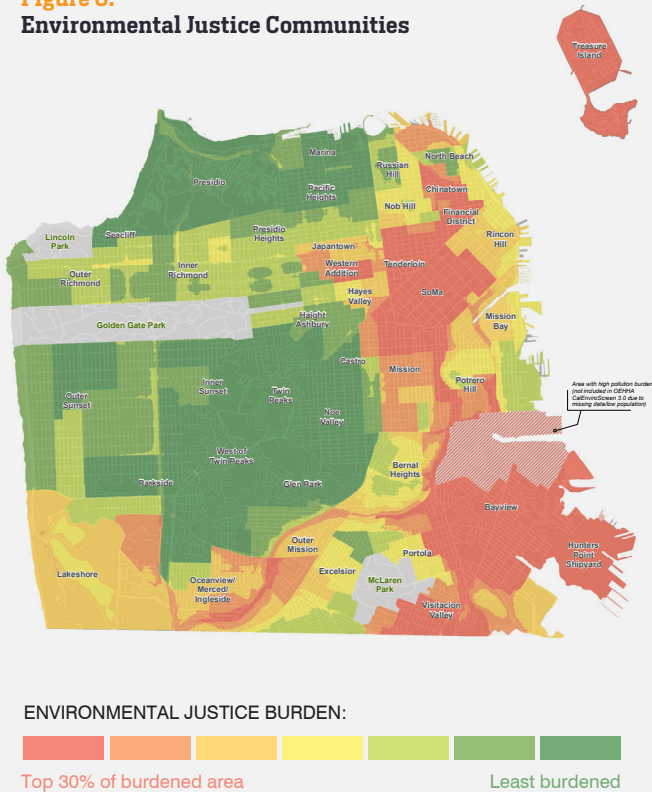 Figure 8.
Environmental Justice Communities
Treasure
Island
Marina
Presidio
Pacific
Heights
Russian
Hill
North Beach
Chinatown
Nob Hill
Financial
District
Lincoln
Park
Seacliff
Presidio
Heights
Japantown
Rincon
Hill
Outer
Richmond
Inner
Richmond
Western
Addition
Tenderloin
SoMa
Hayes
Valley
Golden Gate Park
Haight
Ashbury
Mission
Bay
Castro
Mission
Potrero
Hill
Area with high pollution burden
(not included in OEHHA
CalEnviroScreen 3.0 due to
missing data/low population)
Outer
Sunset
Inner
Sunset
Twin
Peaks
Noe
Valley
West of
Twin Peaks
Parkside
Glen Park
Bernal
Heights
Bayview
Outer
Mission
Portola
Hunters
Point
Shipyard
Lakeshore
Oceanview/
Merced/
Ingleside
Excelsior
McLaren
Park
Visitacion
Valley
ENVIRONMENTAL JUSTICE BURDEN:
Top 30% of burdened area
Least burdened